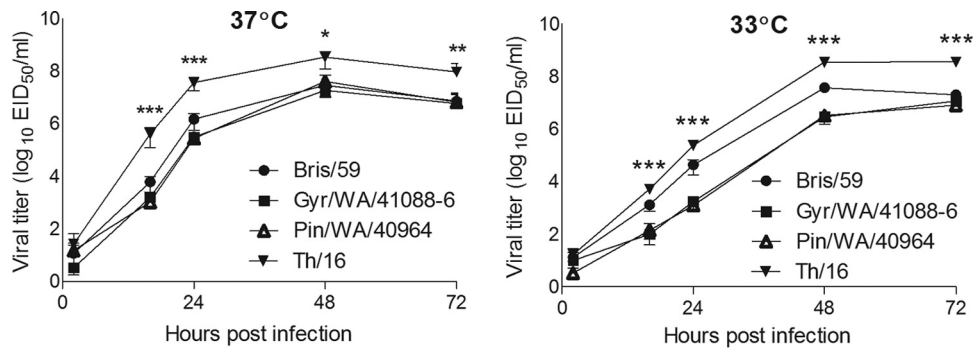 37°C
Viral titer (log10 EID50/ml)
10
8
6
4
2
0
***
***
*
**
Bris/59
Gyr/WA/41088-6
Pin/WA/40964
Th/16
0
24
48
72
Hours post infection
33°C
Viral titer (log10 EID50/ml)
10
8
6
4
2
0
***
***
***
***
Bris/59
Gyr/WA/41088-6
Pin/WA/40964
Th/16
0
24
48
72
Hours post infection